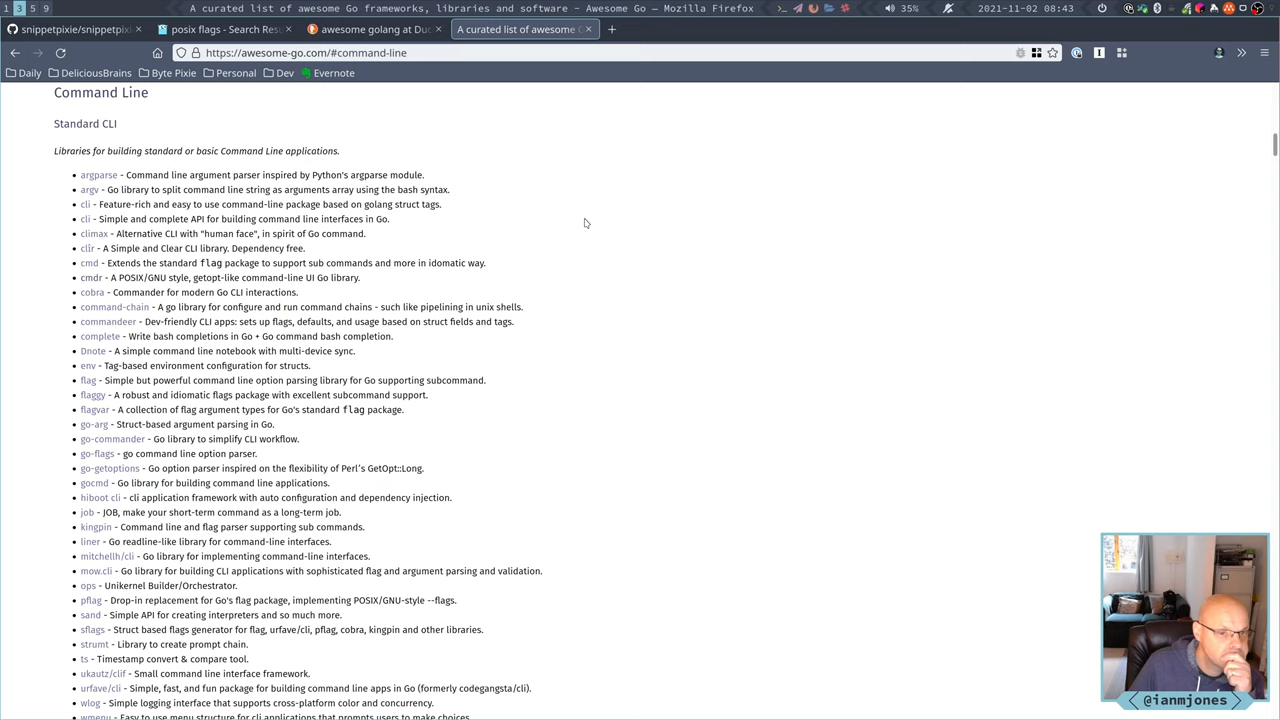 1 3 5 9
A curated list of awesome Go frameworks, libraries and software - Awesome Go — Mozilla Firefox
35%
2021-11-02 08:43
snippetpixie/snippetpixi
posix flags - Search Res
awesome golang at Duc
A curated list of awesome G
https://awesome-go.com/#command-line
Daily
DeliciousBrains
Byte Pixie
Personal
Dev
Evernote
Command Line
Standard CLI
Libraries for building standard or basic Command Line applications.
argparse - Command line argument parser inspired by Python's argparse module.
argv - Go library to split command line string as arguments array using the bash syntax.
cli - Feature-rich and easy to use command-line package based on golang struct tags.
cli - Simple and complete API for building command line interfaces in Go.
climax - Alternative CLI with "human face", in spirit of Go command.
clîr - A Simple and Clear CLI library. Dependency free.
cmd - Extends the standard flag package to support sub commands and more in idomatic way.
cmdr - A POSIX/GNU style, getopt-like command-line UI Go library.
cobra - Commander for modern Go CLI interactions.
command-chain - A go library for configure and run command chains - such like pipelining in unix shells.
commandeer - Dev-friendly CLI apps: sets up flags, defaults, and usage based on struct fields and tags.
complete - Write bash completions in Go + Go command bash completion.
Dnote - A simple command line notebook with multi-device sync.
env - Tag-based environment configuration for structs.
flag - Simple but powerful command line option parsing library for Go supporting subcommand.
flaggy - A robust and idiomatic flags package with excellent subcommand support.
flagvar - A collection of flag argument types for Go's standard flag package.
go-arg - Struct-based argument parsing in Go.
go-commander - Go library to simplify CLI workflow.
go-flags - go command line option parser.
go-getoptions - Go option parser inspired on the flexibility of Perl's GetOpt::Long.
gocmd - Go library for building command line applications.
hiboot cli - cli application framework with auto configuration and dependency injection.
job - JOB, make your short-term command as a long-term job.
kingpin - Command line and flag parser supporting sub commands.
liner - Go readline-like library for command-line interfaces.
mitchellh/cli - Go library for implementing command-line interfaces.
mow.cli - Go library for building CLI applications with sophisticated flag and argument parsing and validation.
ops - Unikernel Builder/Orchestrator.
pflag - Drop-in replacement for Go's flag package, implementing POSIX/GNU-style --flags.
sand - Simple API for creating interpreters and so much more.
sflags - Struct based flags generator for flag, urfave/cli, pflag, cobra, kingpin and other libraries.
strumt - Library to create prompt chain.
ts - Timestamp convert & compare tool.
ukautz/clif - Small command line interface framework.
urfave/cli - Simple, fast, and fun package for building command line apps in Go (formerly codegangsta/cli).
wlog - Simple logging interface that supports cross-platform color and concurrency.
wmenu - Easy to use menu structure for cli applications that prompts users to make choices.
@ianmjones